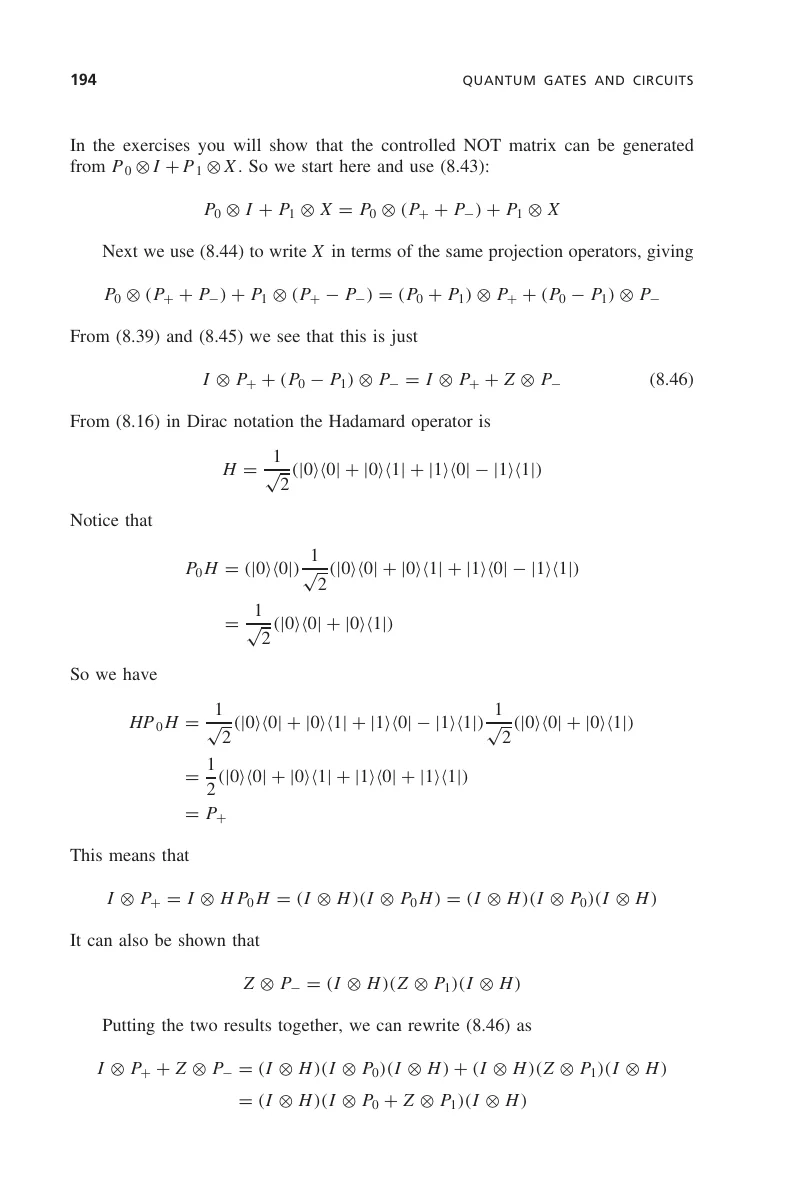 194 QUANTUM GATES AND CIRCUITS
In the exercises you will show that the controlled NOT matrix can be generated
from P₀ ⊗ I + P₁ ⊗ X. So we start here and use (8.43):
P₀ ⊗ I + P₁ ⊗ X = P₀ ⊗ (P₊ + P₋) + P₁ ⊗ X
Next we use (8.44) to write X in terms of the same projection operators, giving
P₀ ⊗ (P₊ + P₋) + P₁ ⊗ (P₊ − P₋) = (P₀ + P₁) ⊗ P₊ + (P₀ − P₁) ⊗ P₋
From (8.39) and (8.45) we see that this is just
I ⊗ P₊ + (P₀ − P₁) ⊗ P₋ = I ⊗ P₊ + Z ⊗ P₋ (8.46)
From (8.16) in Dirac notation the Hadamard operator is
H = 1/√2 (|0⟩⟨0| + |0⟩⟨1| + |1⟩⟨0| − |1⟩⟨1|)
Notice that
P₀H = (|0⟩⟨0|) 1/√2 (|0⟩⟨0| + |0⟩⟨1| + |1⟩⟨0| − |1⟩⟨1|)
= 1/√2 (|0⟩⟨0| + |0⟩⟨1|)
So we have
HP₀H = 1/√2 (|0⟩⟨0| + |0⟩⟨1| + |1⟩⟨0| − |1⟩⟨1|) 1/√2 (|0⟩⟨0| + |0⟩⟨1|)
= 1/2 (|0⟩⟨0| + |0⟩⟨1| + |1⟩⟨0| + |1⟩⟨1|)
= P₊
This means that
I ⊗ P₊ = I ⊗ HP₀H = (I ⊗ H)(I ⊗ P₀H) = (I ⊗ H)(I ⊗ P₀)(I ⊗ H)
It can also be shown that
Z ⊗ P₋ = (I ⊗ H)(Z ⊗ P₁)(I ⊗ H)
Putting the two results together, we can rewrite (8.46) as
I ⊗ P₊ + Z ⊗ P₋ = (I ⊗ H)(I ⊗ P₀)(I ⊗ H) + (I ⊗ H)(Z ⊗ P₁)(I ⊗ H)
= (I ⊗ H)(I ⊗ P₀ + Z ⊗ P₁)(I ⊗ H)